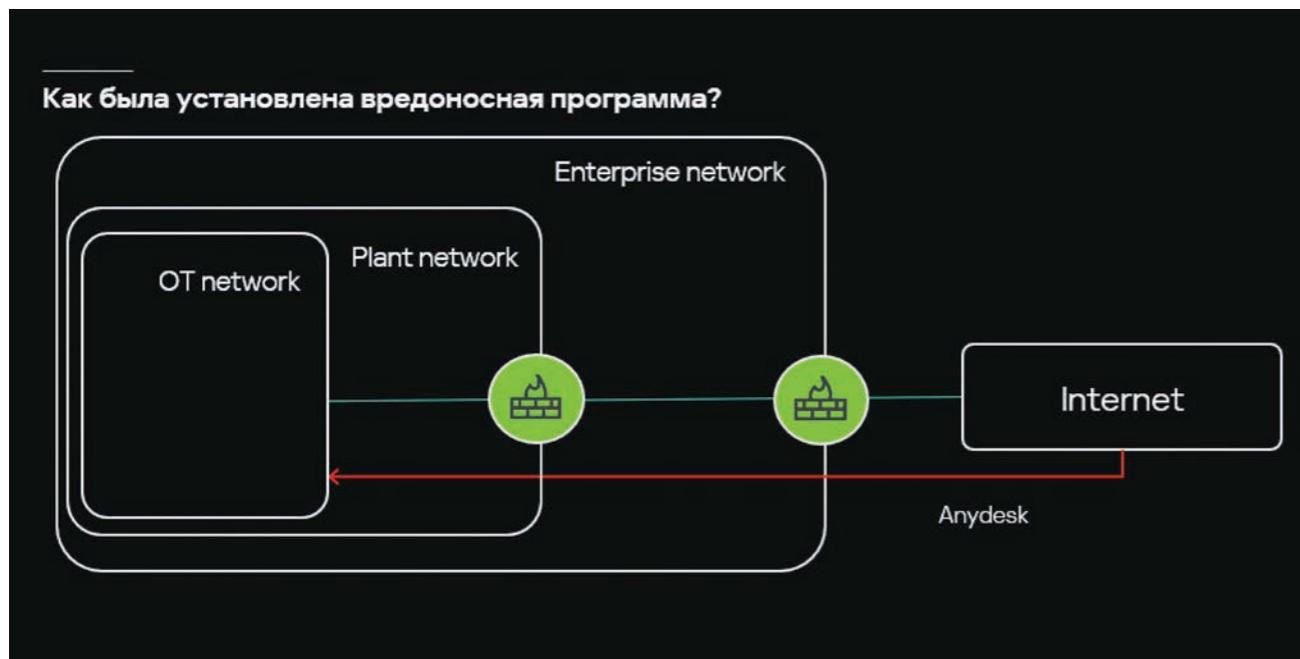 Как была установлена вредоносная программа?
Enterprise network
Plant network
OT network
Internet
Anydesk